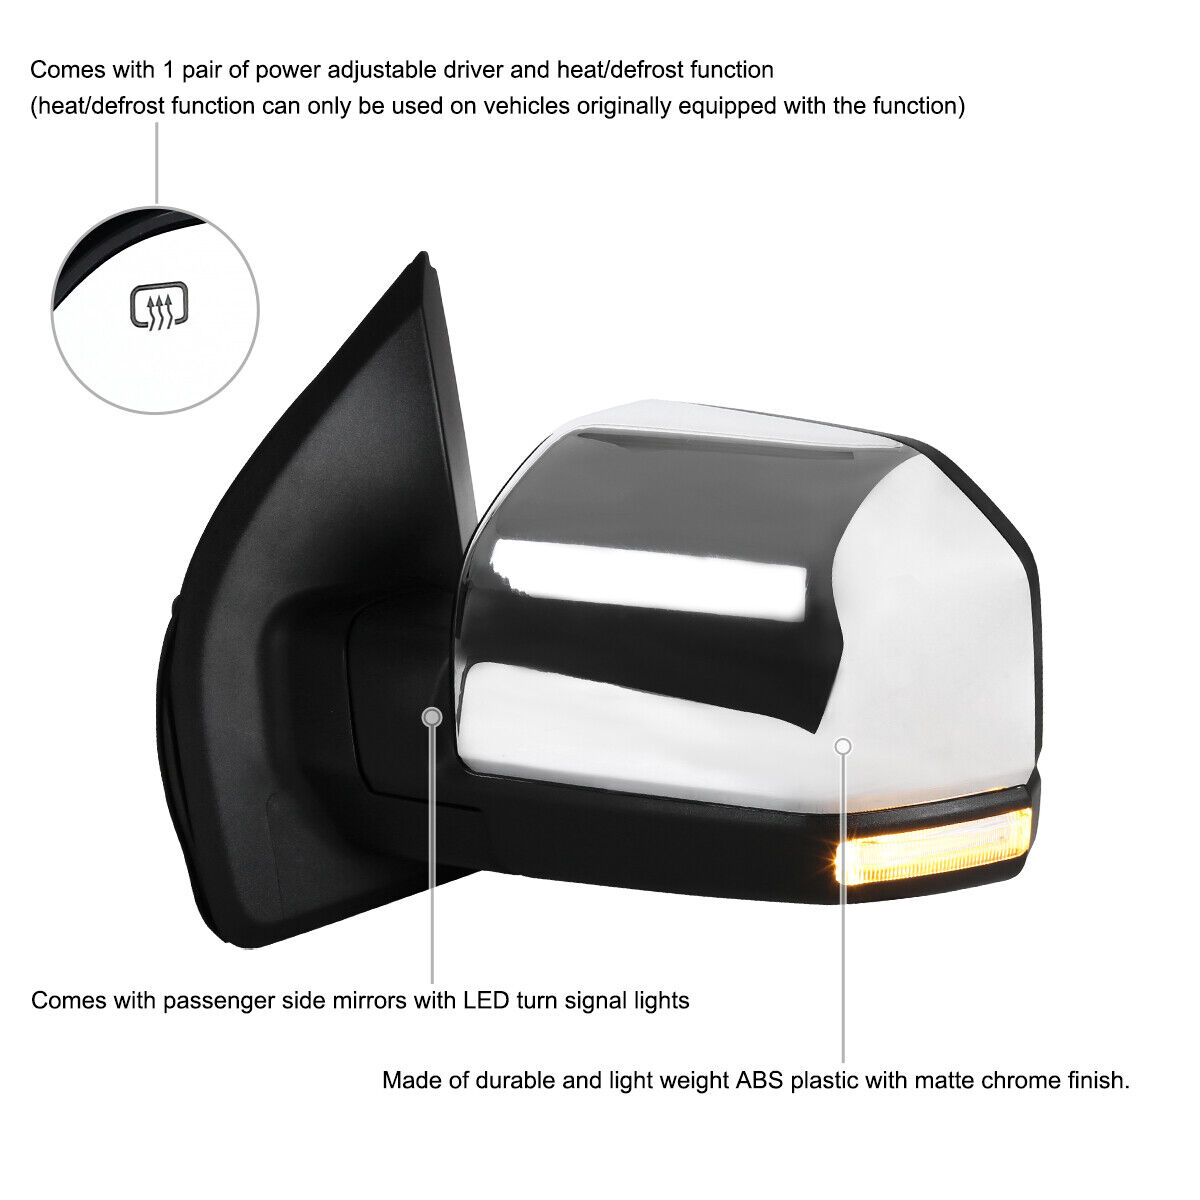 Comes with 1 pair of power adjustable driver and heat/defrost function
(heat/defrost function can only be used on vehicles originally equipped with the function)
Comes with passenger side mirrors with LED turn signal lights
Made of durable and light weight ABS plastic with matte chrome finish.